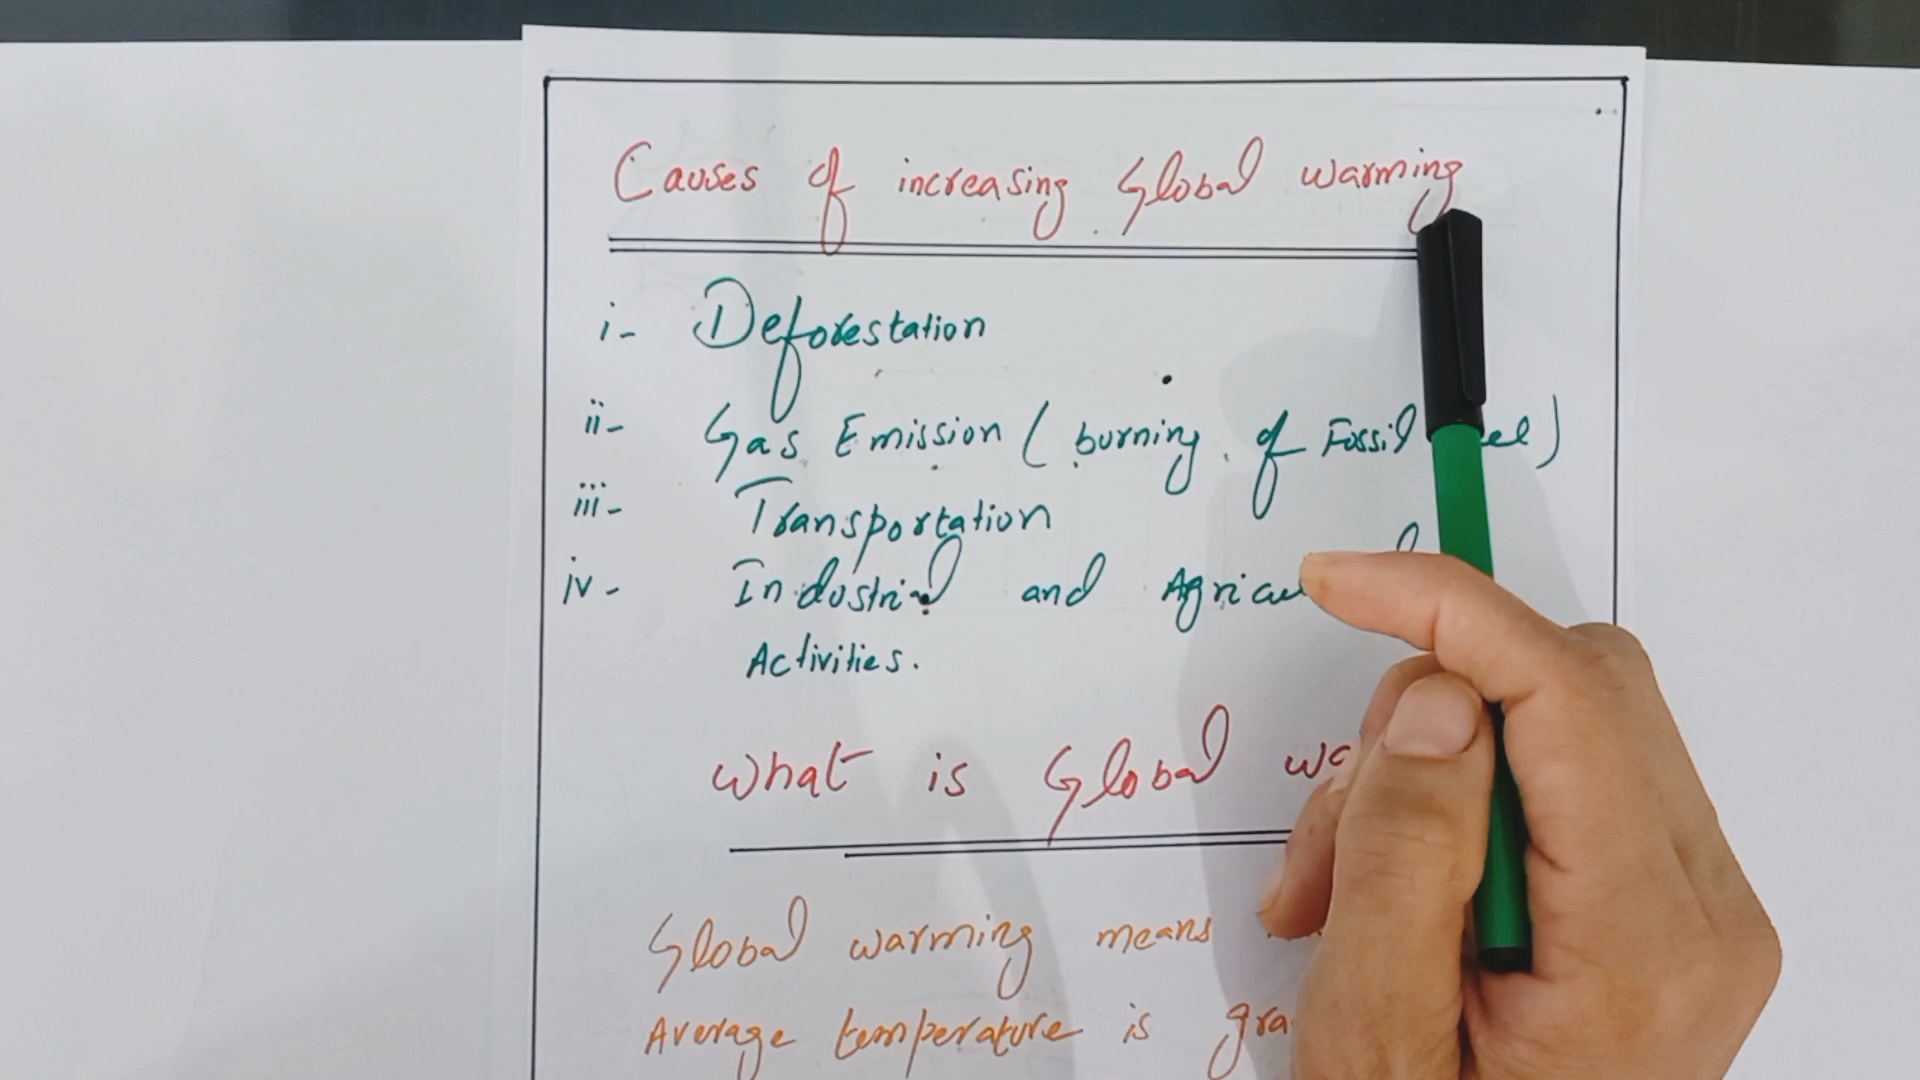 Causes of increasing Global warming
i- Deforestation
ii- Gas Emission ( burning of Fossil
iii- Transportation
iv- Industrial and
Activities.
What is Global
Global warming means
Average temperature is